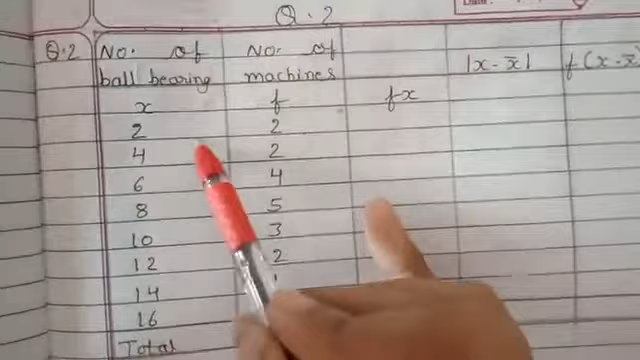 Q.2
Q.2 No. of No. of
ball bearing machines |x - x̄| f(x - x̄
x f fx
2 2
4 2
6 4
8 5
10 3
12 2
14
16
Total